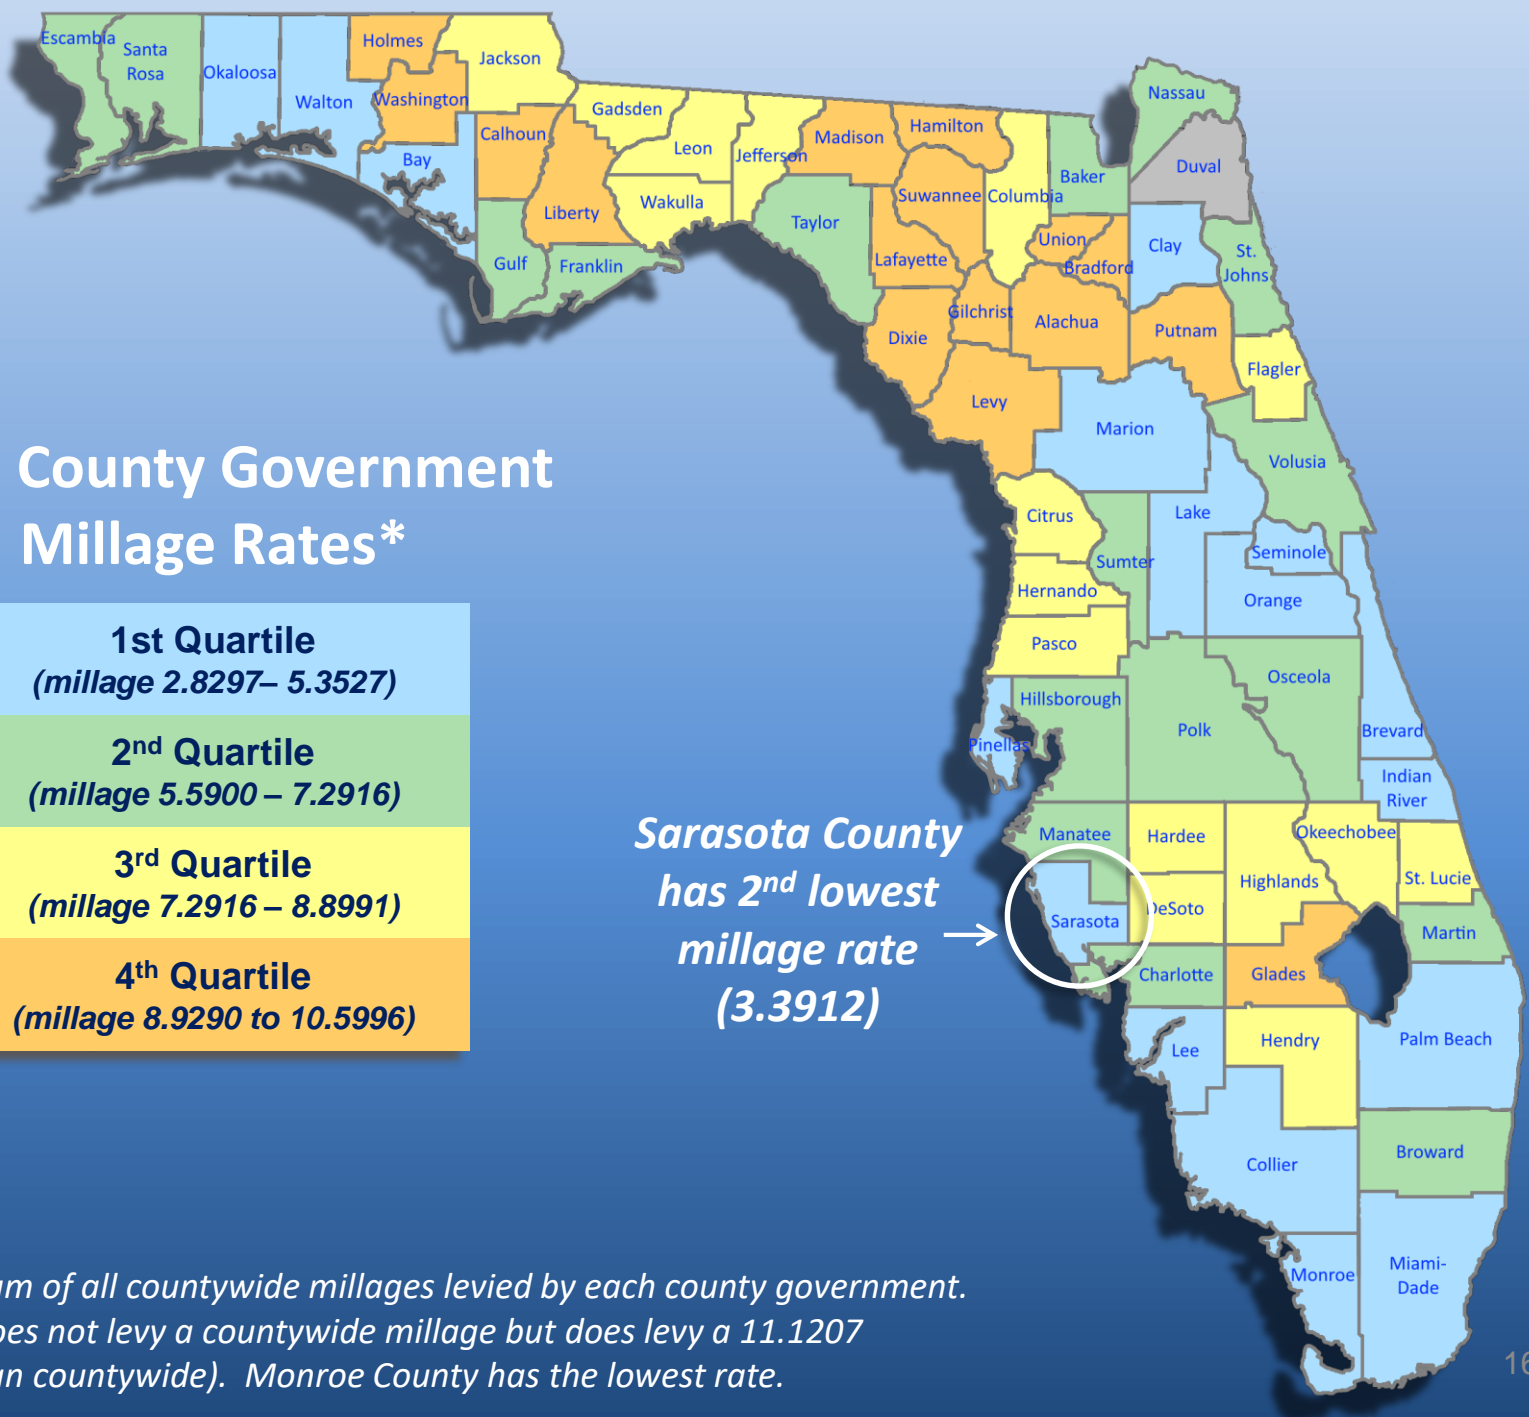 Escambia
Santa
Rosa
Okaloosa
Walton
Holmes
Washington
Jackson
Bay
Calhoun
Gadsden
Liberty
Gulf
Franklin
Leon
Wakulla
Jefferson
Madison
Taylor
Hamilton
Suwannee
Lafayette
Columbia
Baker
Nassau
Duval
Union
Bradford
Clay
St.
Johns
Gilchrist
Dixie
Alachua
Putnam
Flagler
Levy
Marion
Volusia
Citrus
Sumter
Lake
Seminole
Orange
Hernando
Pasco
Osceola
Hillsborough
Polk
Pinellas
Brevard
Indian
River
Manatee
Hardee
Okeechobee
Highlands
St. Lucie
DeSoto
Sarasota
Martin
Charlotte
Glades
Lee
Hendry
Palm Beach
Collier
Broward
Monroe
Miami-
Dade
County Government
Millage Rates*
1st Quartile
(millage 2.8297– 5.3527)
2nd Quartile
(millage 5.5900 – 7.2916)
3rd Quartile
(millage 7.2916 – 8.8991)
4th Quartile
(millage 8.9290 to 10.5996)
Sarasota County
has 2nd lowest
millage rate
(3.3912)
of all countywide millages levied by each county government.
not levy a countywide millage but does levy a 11.1207
countywide). Monroe County has the lowest rate.